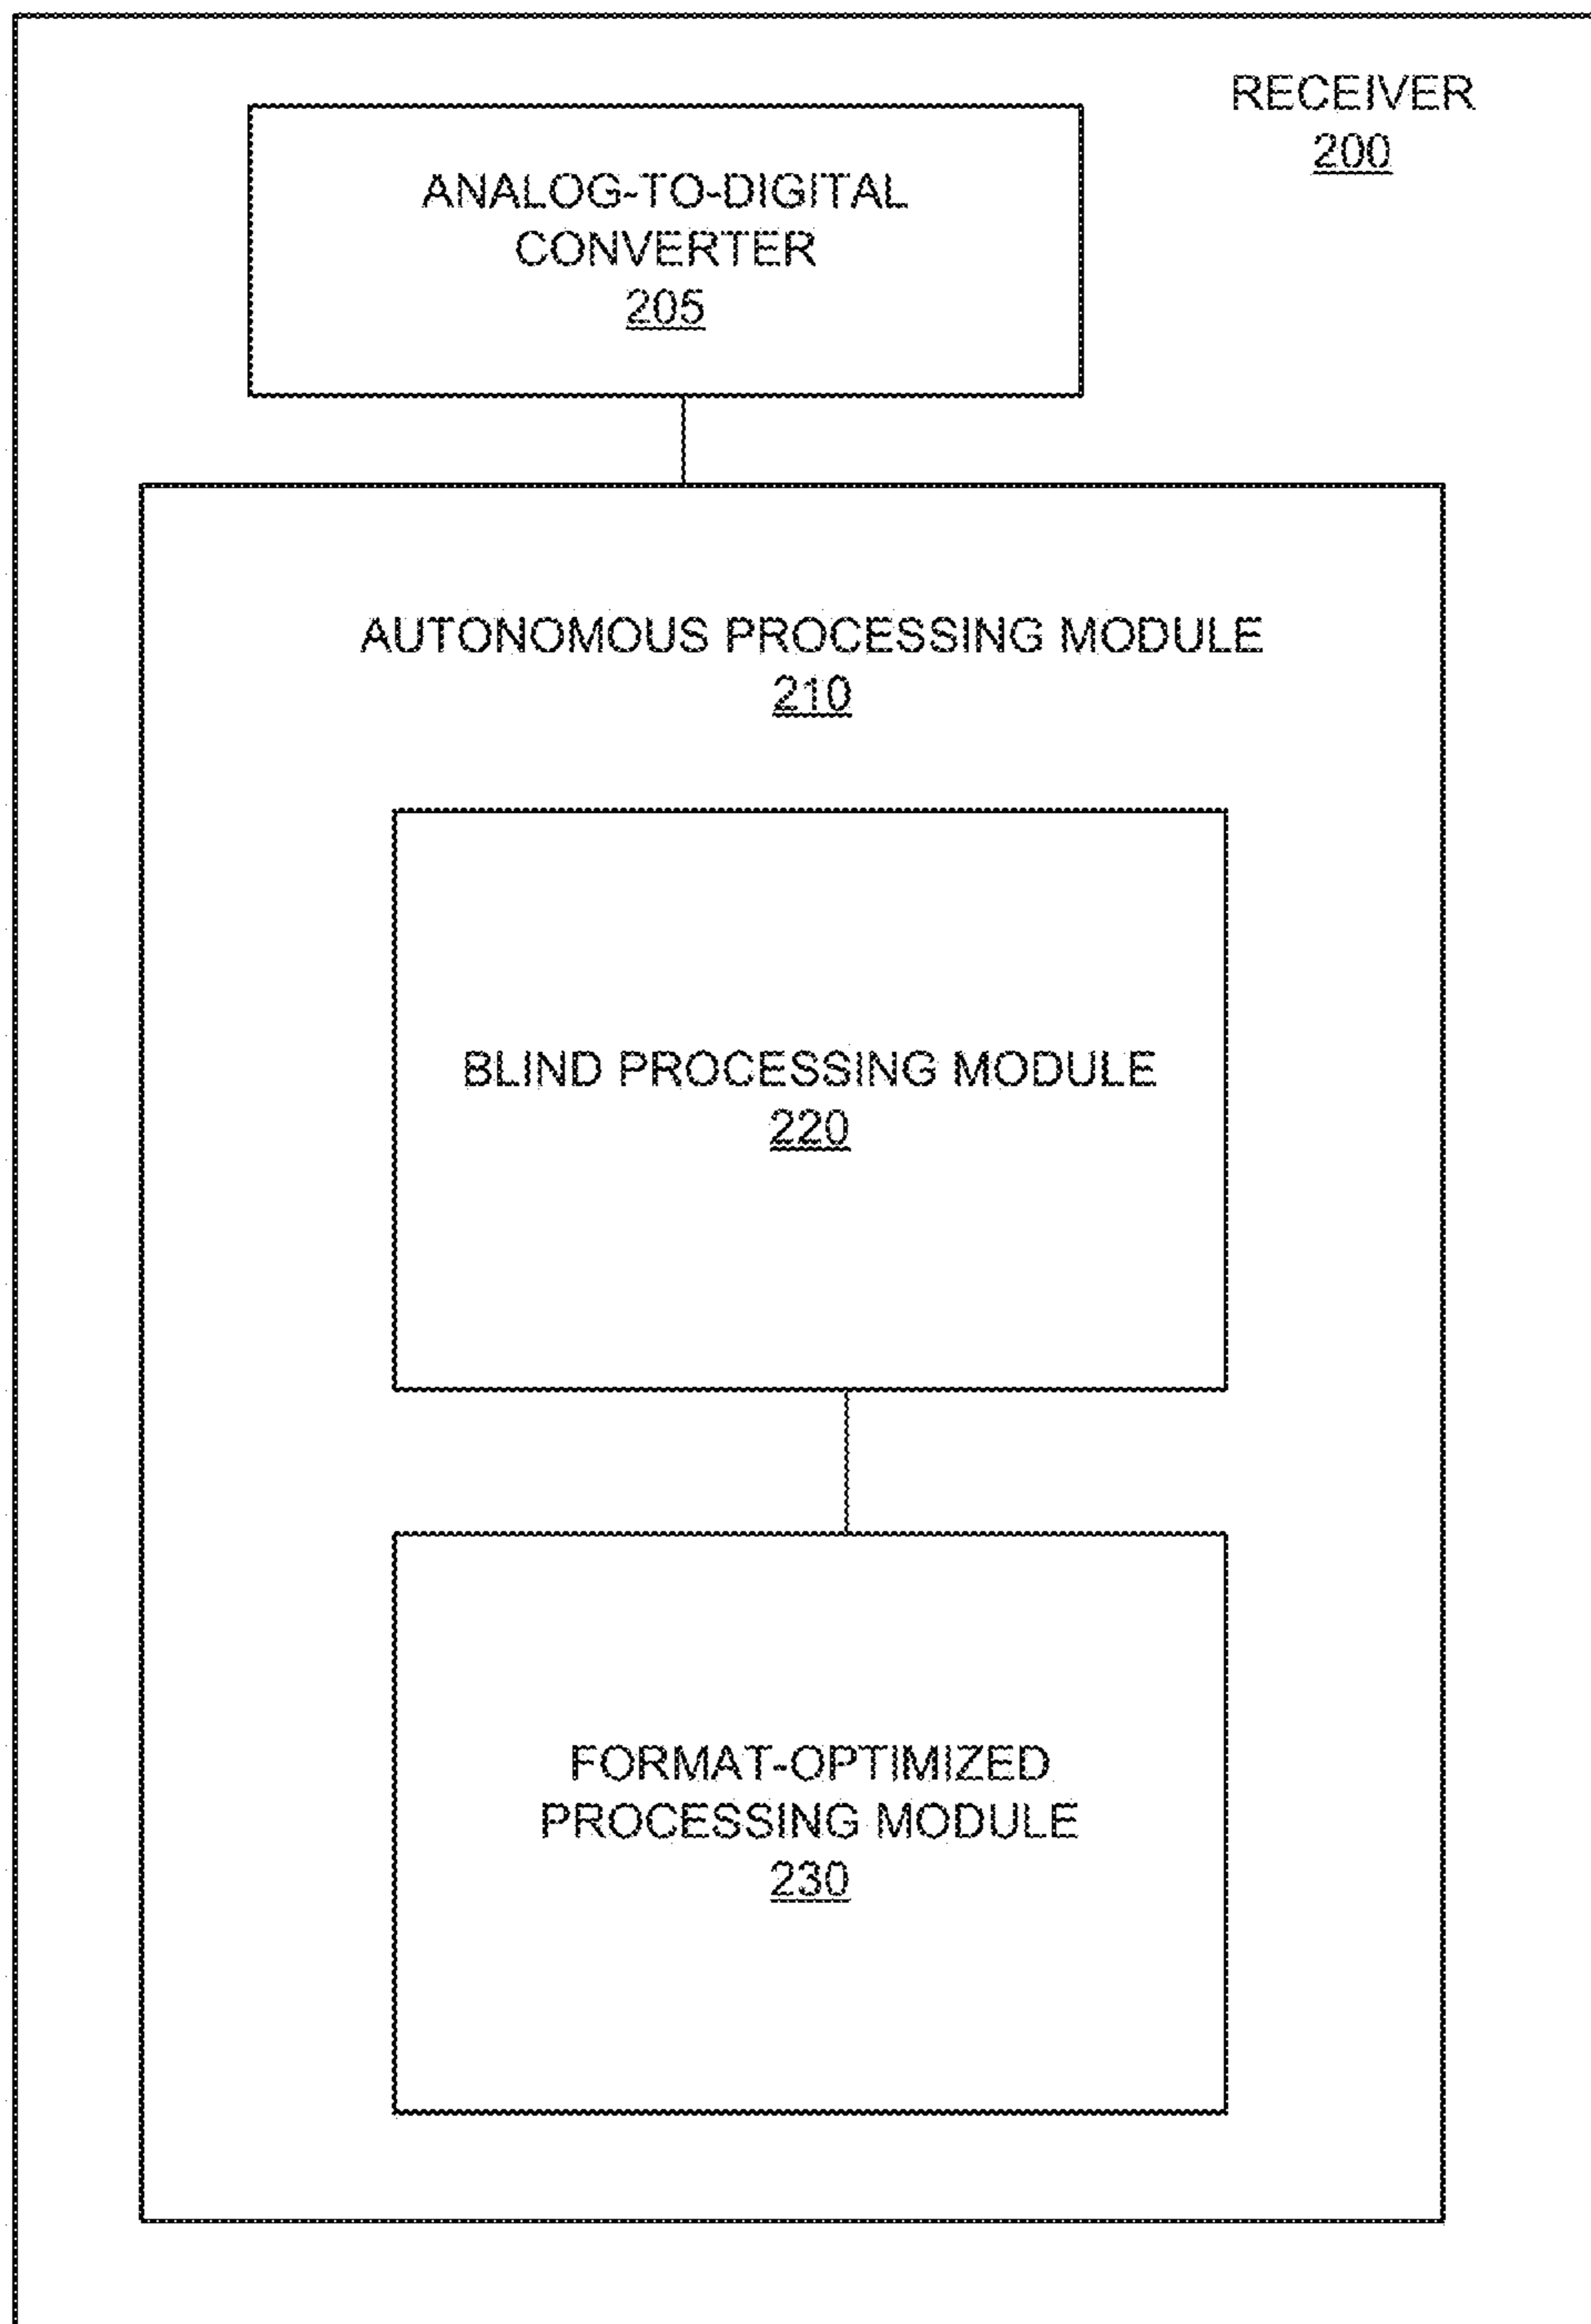 RECEIVER
200
ANALOG-TO-DIGITAL
CONVERTER
205
AUTONOMOUS PROCESSING MODULE
210
BLIND PROCESSING MODULE
220
FORMAT-OPTIMIZED
PROCESSING MODULE
230